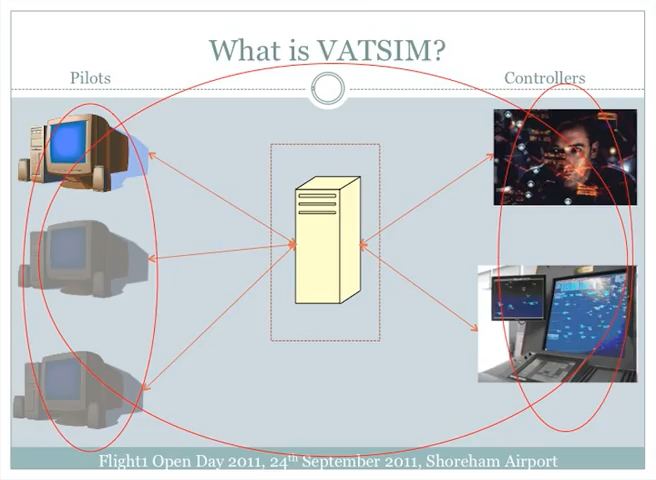 What is VATSIM?
Pilots
Controllers
Flight1 Open Day 2011, 24th September 2011, Shoreham Airport